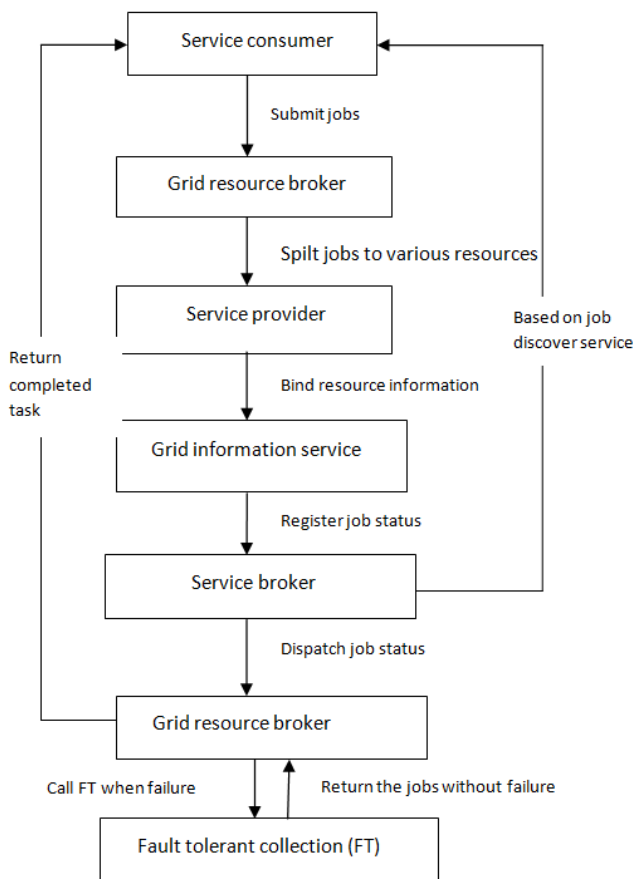 Service consumer
Submit jobs
Grid resource broker
Spilt jobs to various resources
Service provider
Based on job
discover service
Return
completed
task
Bind resource information
Grid information service
Register job status
Service broker
Dispatch job status
Grid resource broker
Call FT when failure
Return the jobs without failure
Fault tolerant collection (FT)